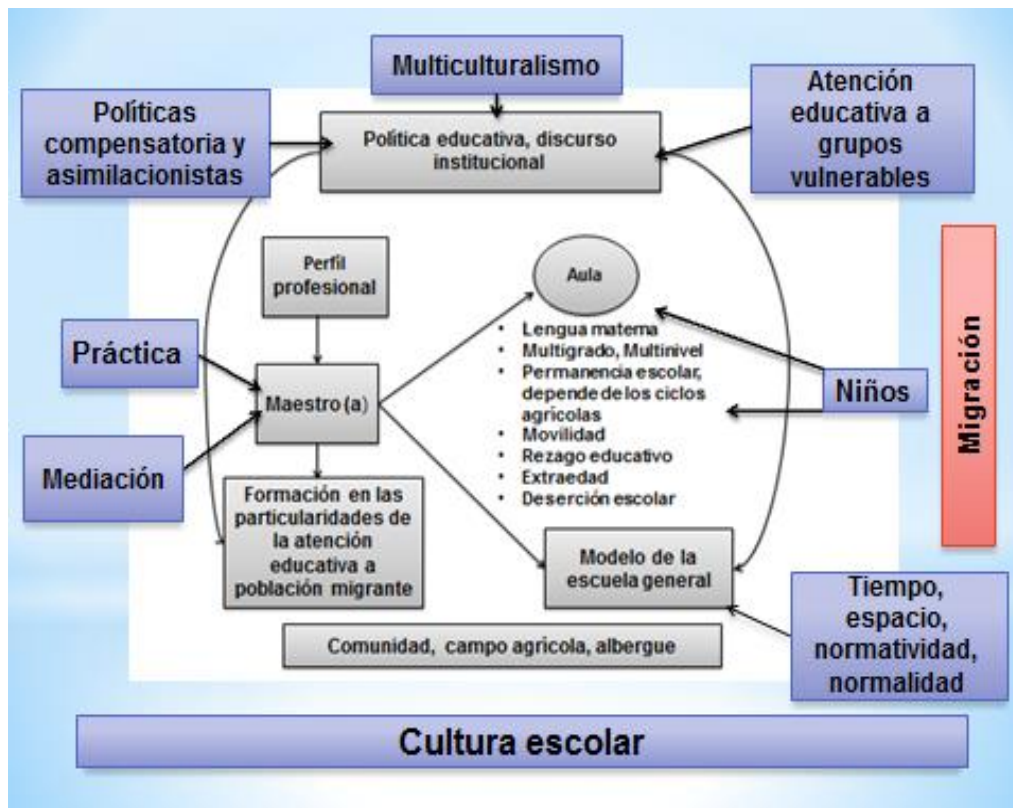 Multiculturalismo
Políticas
compensatoria y
asimilacionistas
Política educativa, discurso
institucional
Atención
educativa a
grupos
vulnerables
Perfil
profesional
Aula
Práctica
Mediación
Maestro (a)
• Lengua materna
• Multigrado, Multinivel
• Permanencia escolar,
depende de los ciclos
agrícolas
• Movilidad
• Rezago educativo
• Extraedad
• Deserción escolar
Niños
Migración
Formación en las
particularidades de
la atención
educativa a
población migrante
Modelo de la
escuela general
Tiempo,
espacio,
normatividad,
normalidad
Comunidad, campo agrícola, albergue
Cultura escolar